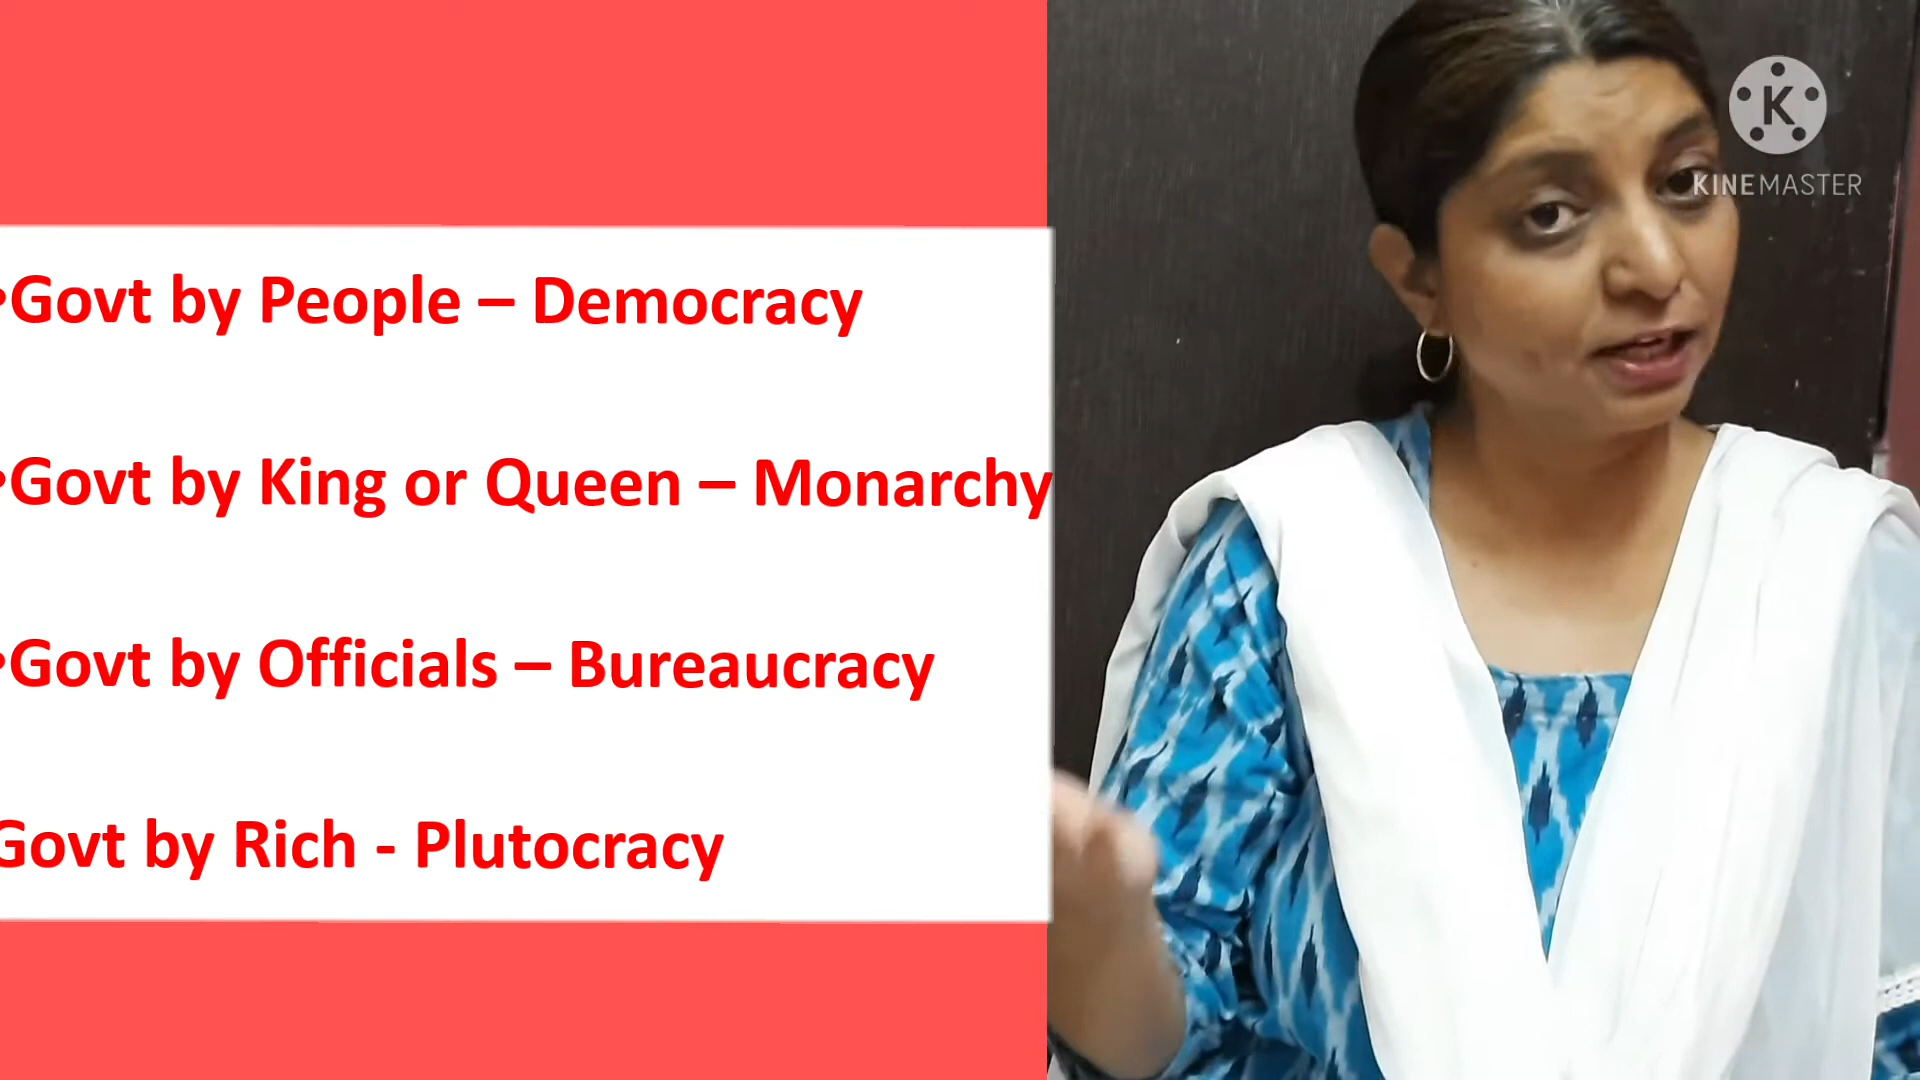 •Govt by People – Democracy
•Govt by King or Queen – Monarchy
•Govt by Officials – Bureaucracy
Govt by Rich - Plutocracy
K
KINEMASTER